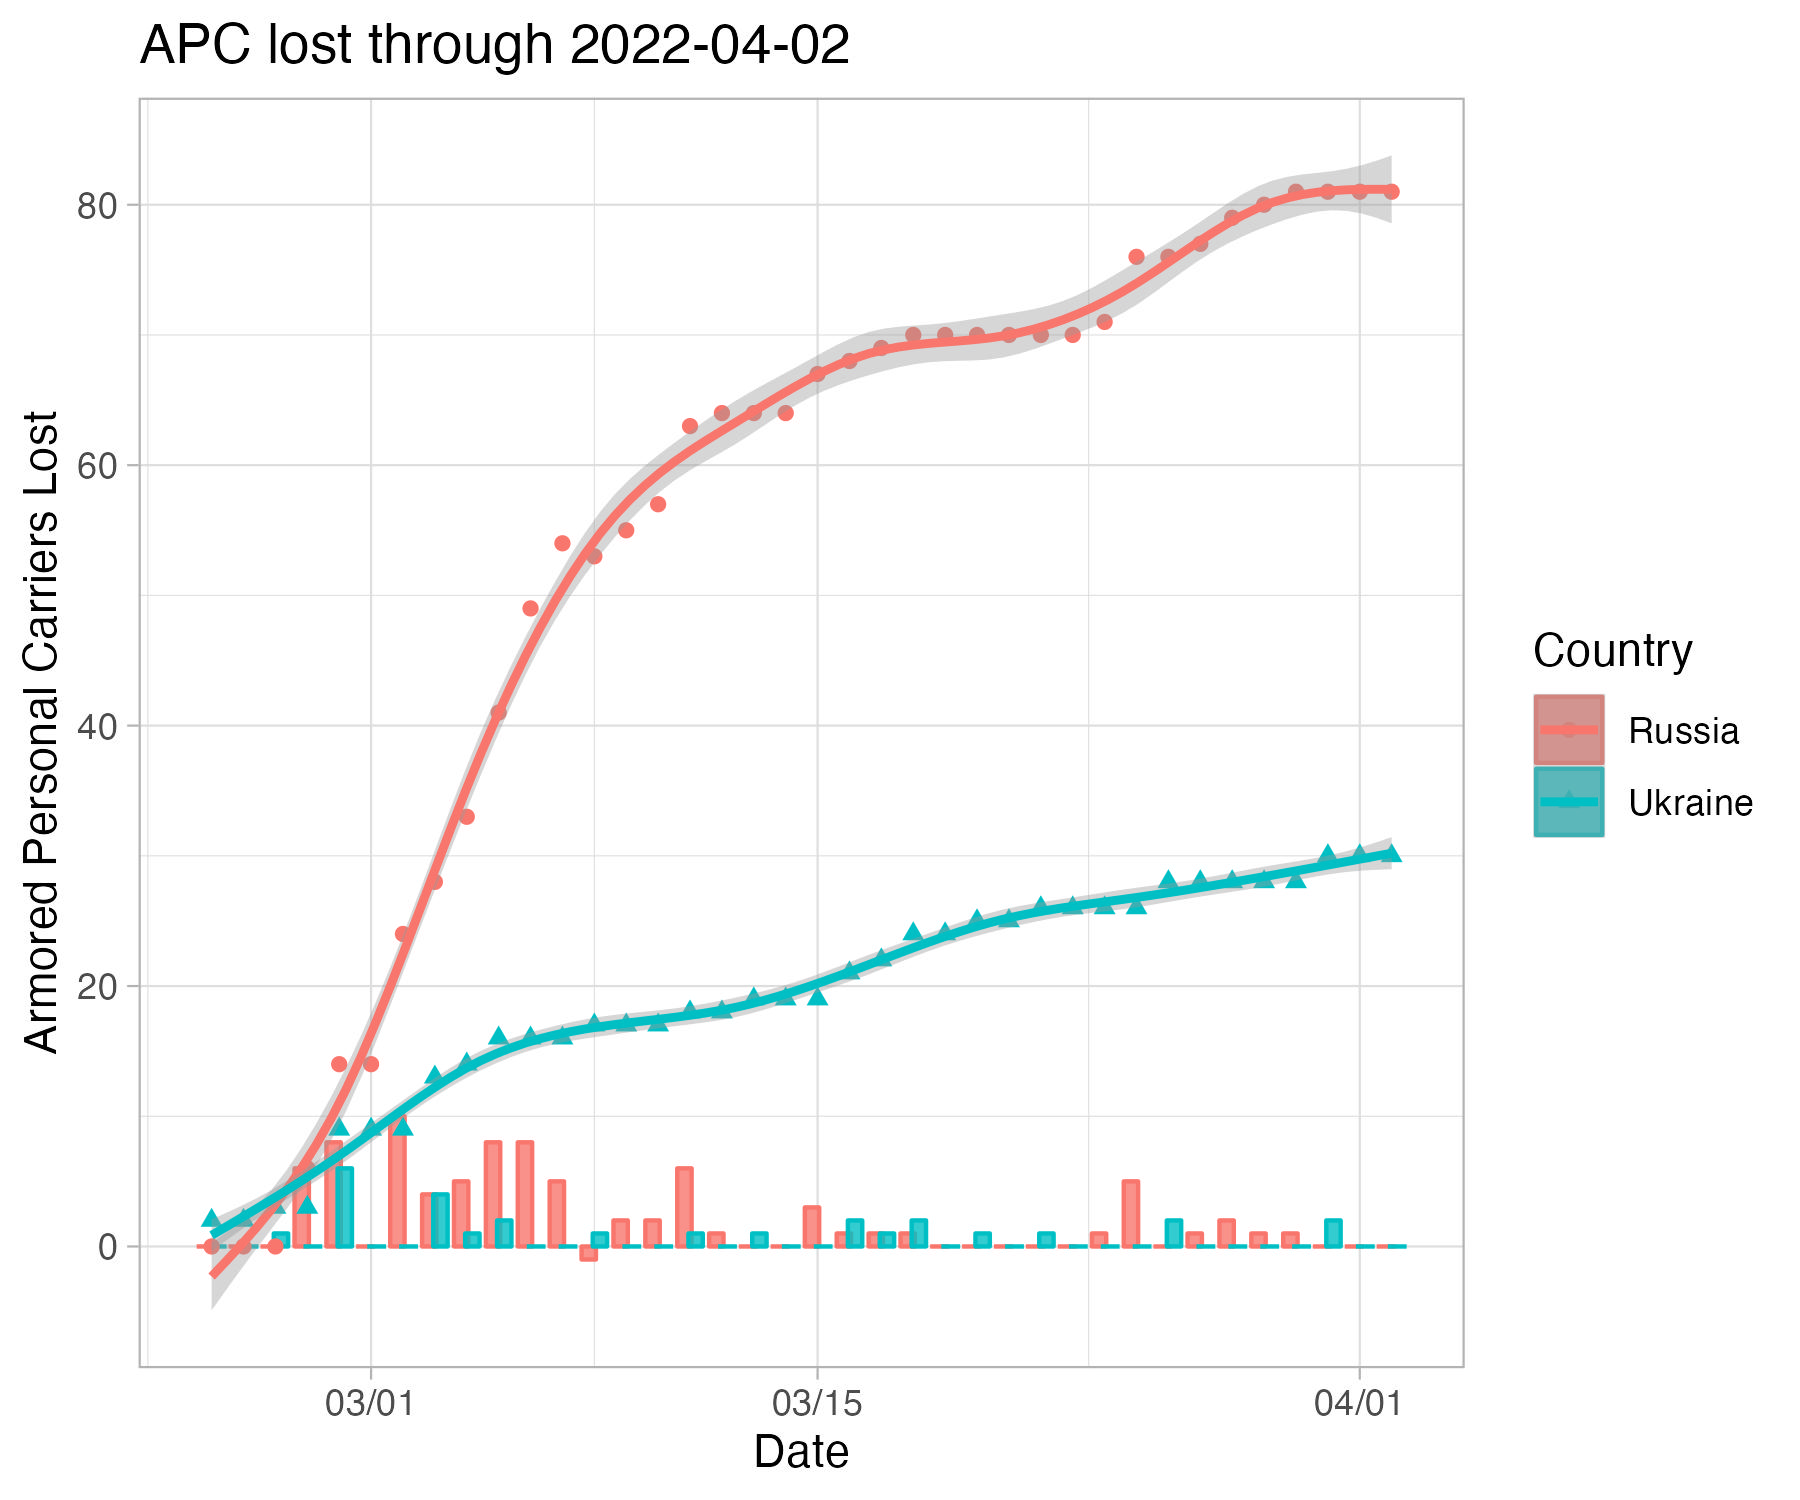 APC lost through 2022-04-02
Armored Personal Carriers Lost
80
60
40
20
0
03/01
03/15
04/01
Date
Country
Russia
Ukraine